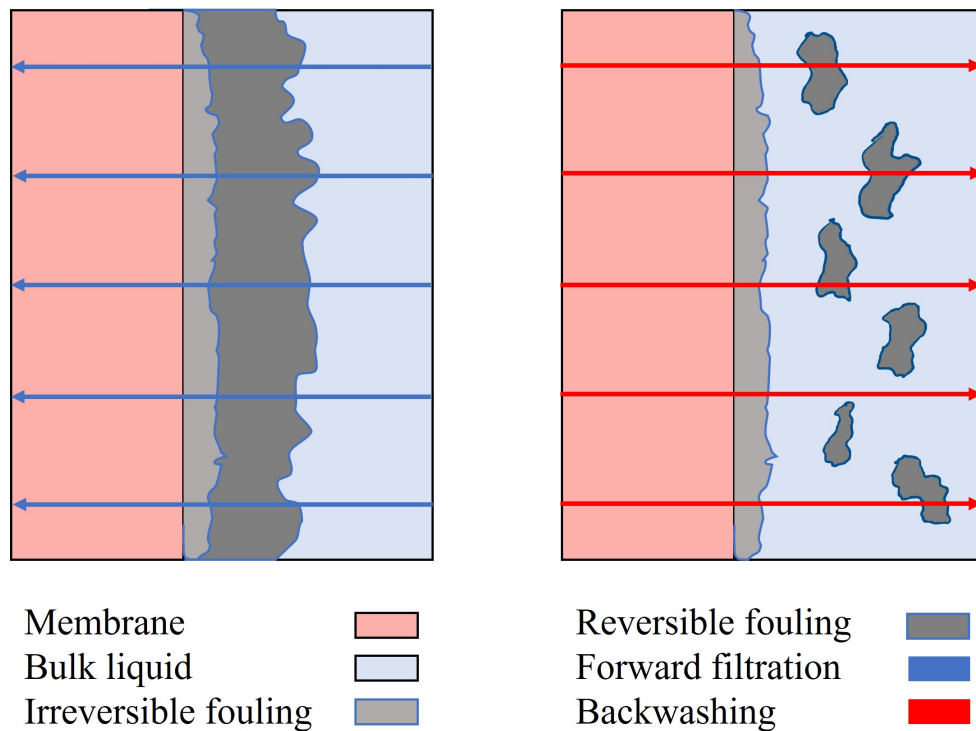 Membrane
Bulk liquid
Irreversible fouling
Reversible fouling
Forward filtration
Backwashing